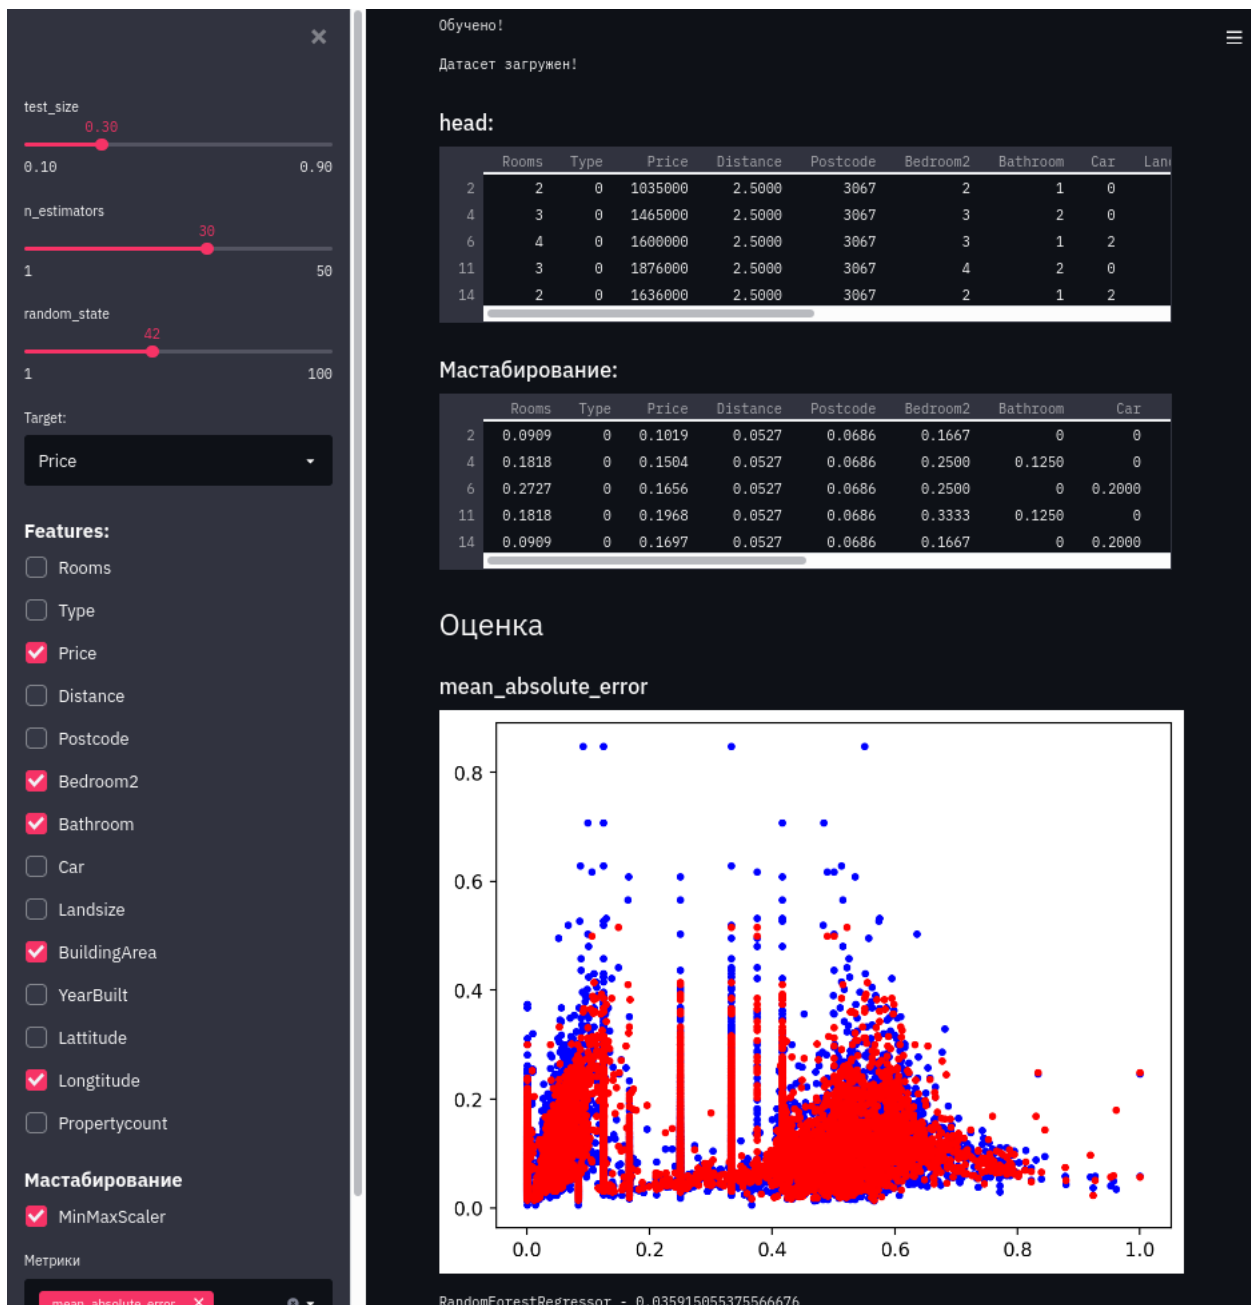 test_size
0.30
0.10 0.90
n_estimators
30
1 50
random_state
42
1 100
Target:
Price
Features:
Rooms
Type
Price
Distance
Postcode
Bedroom2
Bathroom
Car
Landsize
BuildingArea
YearBuilt
Lattitude
Longtitude
Propertycount
Мастабирование
MinMaxScaler
Метрики
mean_absolute_error
Обучено!
Датасет загружен!
head:
Rooms Type Price Distance Postcode Bedroom2 Bathroom Car
2 2 0 1035000 2.5000 3067 2 1 0
4 3 0 1465000 2.5000 3067 3 2 0
6 4 0 1600000 2.5000 3067 3 1 2
11 3 0 1876000 2.5000 3067 4 2 0
14 2 0 1636000 2.5000 3067 2 1 2
Мастабирование:
Rooms Type Price Distance Postcode Bedroom2 Bathroom Car
2 0.0909 0 0.1019 0.0527 0.0686 0.1667 0 0
4 0.1818 0 0.1504 0.0527 0.0686 0.2500 0.1250 0
6 0.2727 0 0.1656 0.0527 0.0686 0.2500 0 0.2000
11 0.1818 0 0.1968 0.0527 0.0686 0.3333 0.1250 0
14 0.0909 0 0.1697 0.0527 0.0686 0.1667 0 0.2000
Оценка
mean_absolute_error
0.8
0.6
0.4
0.2
0.0
0.0 0.2 0.4 0.6 0.8 1.0
RandomForestRegressor - 0.035915055375566676